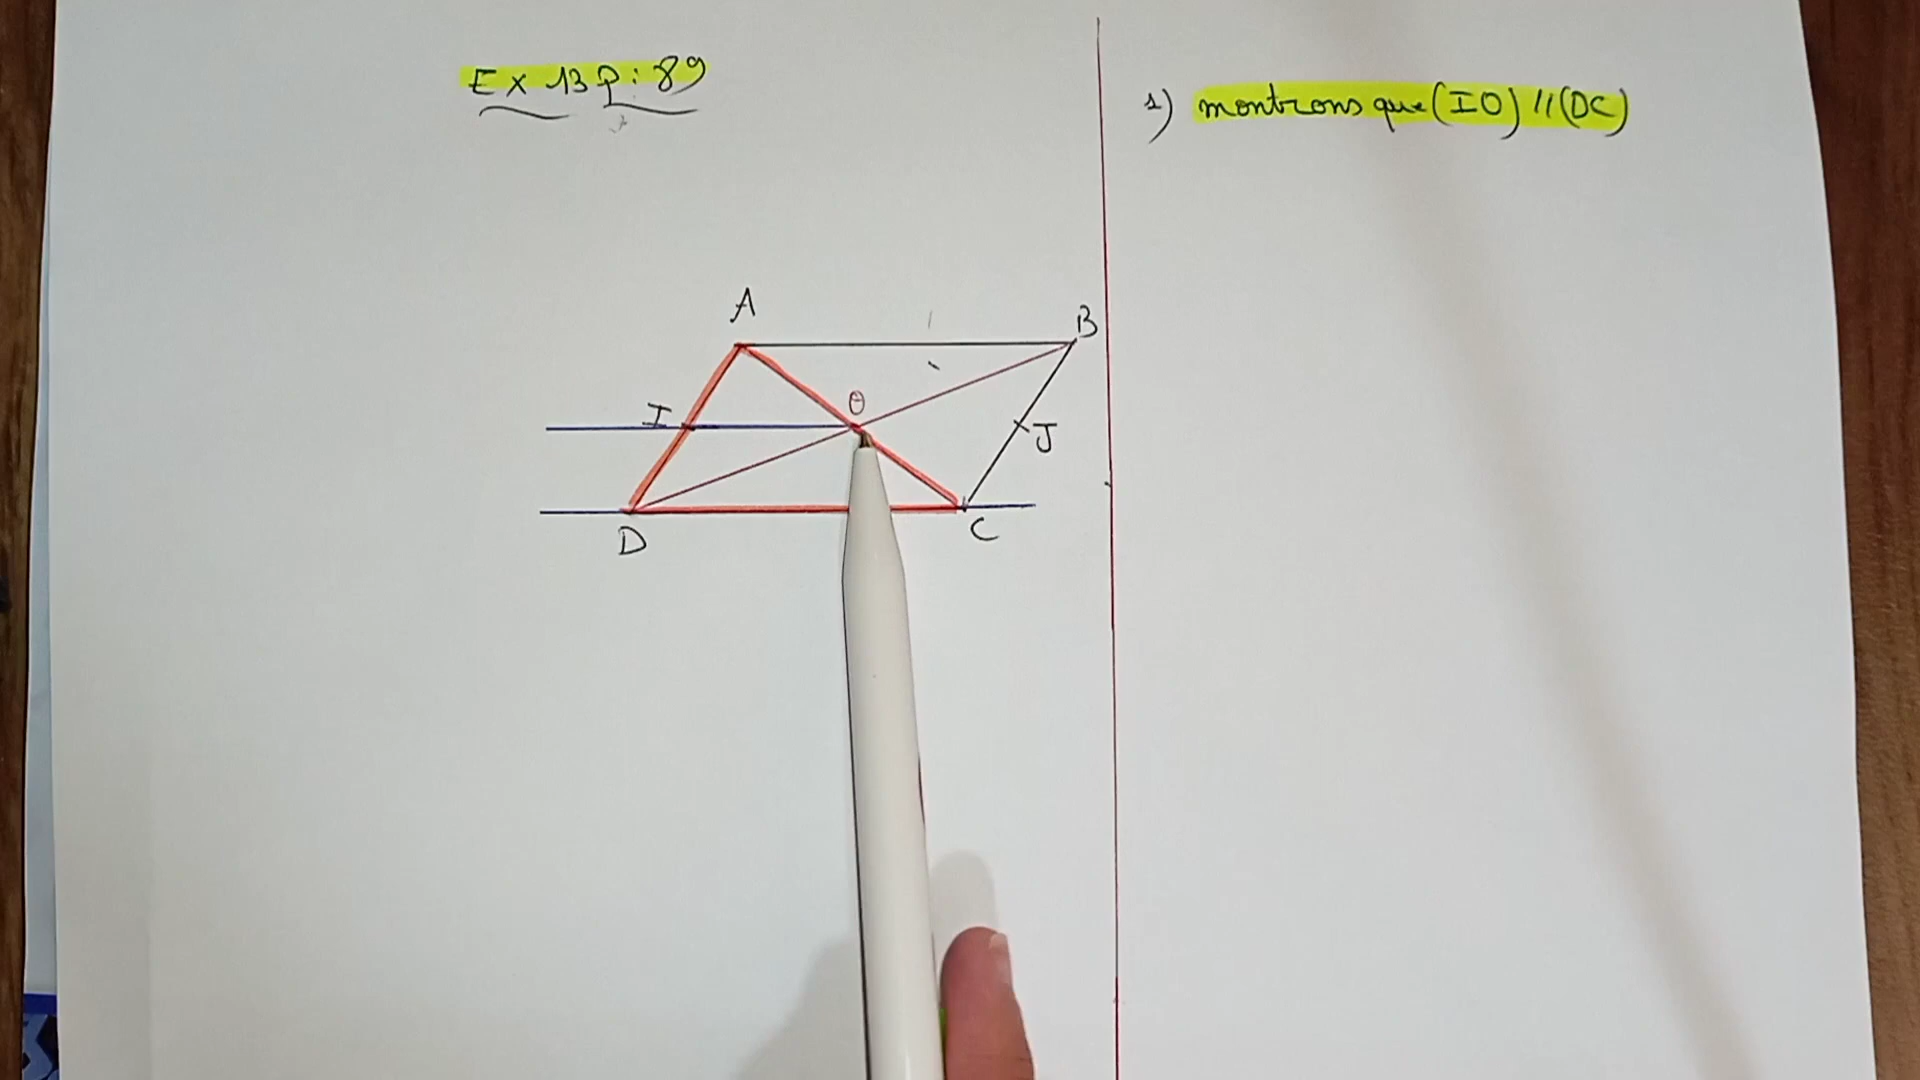 Ex 13 P: 89
1) montrons que (IO) // (DC)
A
B
I
O
J
D
C